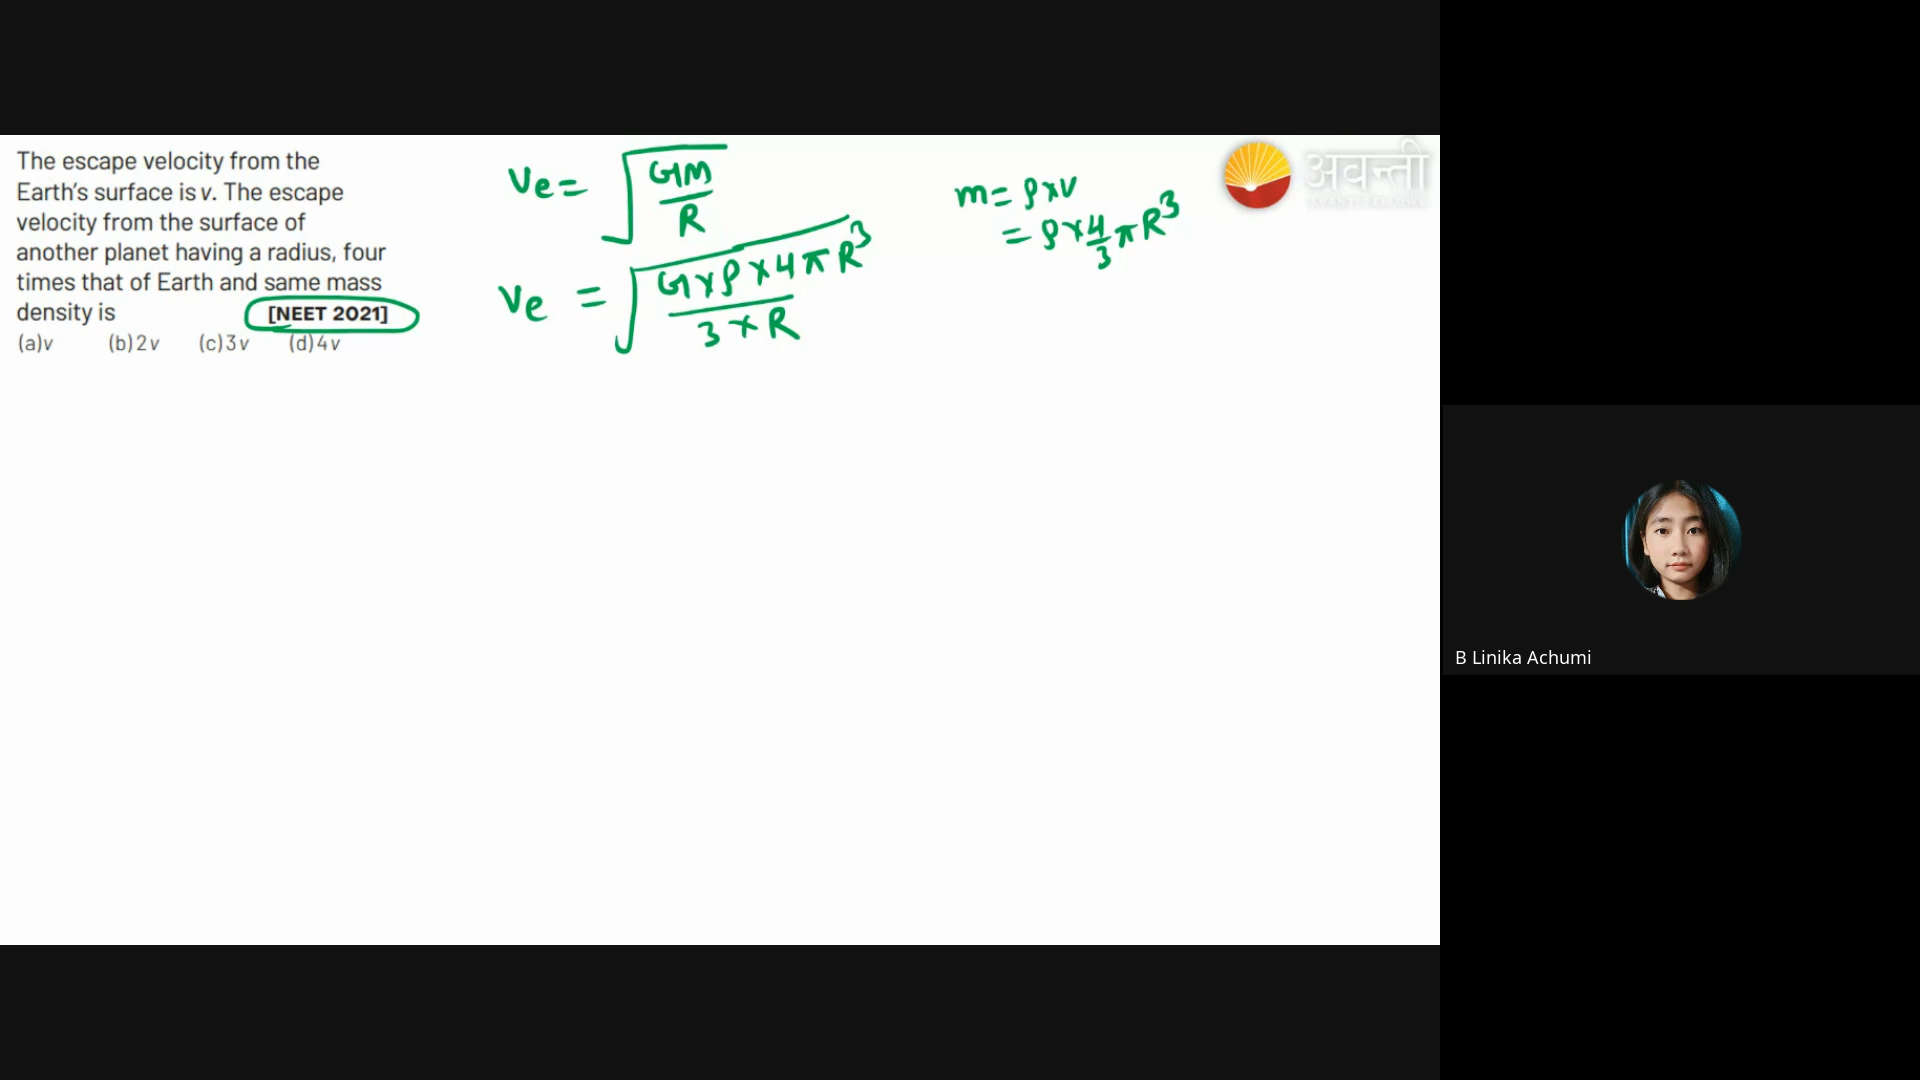 The escape velocity from the
Earth's surface is v. The escape
velocity from the surface of
another planet having a radius, four
times that of Earth and same mass
density is [NEET 2021]
(a)v (b)2v (c)3v (d)4v
Ve= √GM/R
Ve = √G×ρ×4πR³/3×R
m= ρ×v
= ρ×4/3πR³
अवन्ती
AVANTI FELLOWS
B Linika Achumi